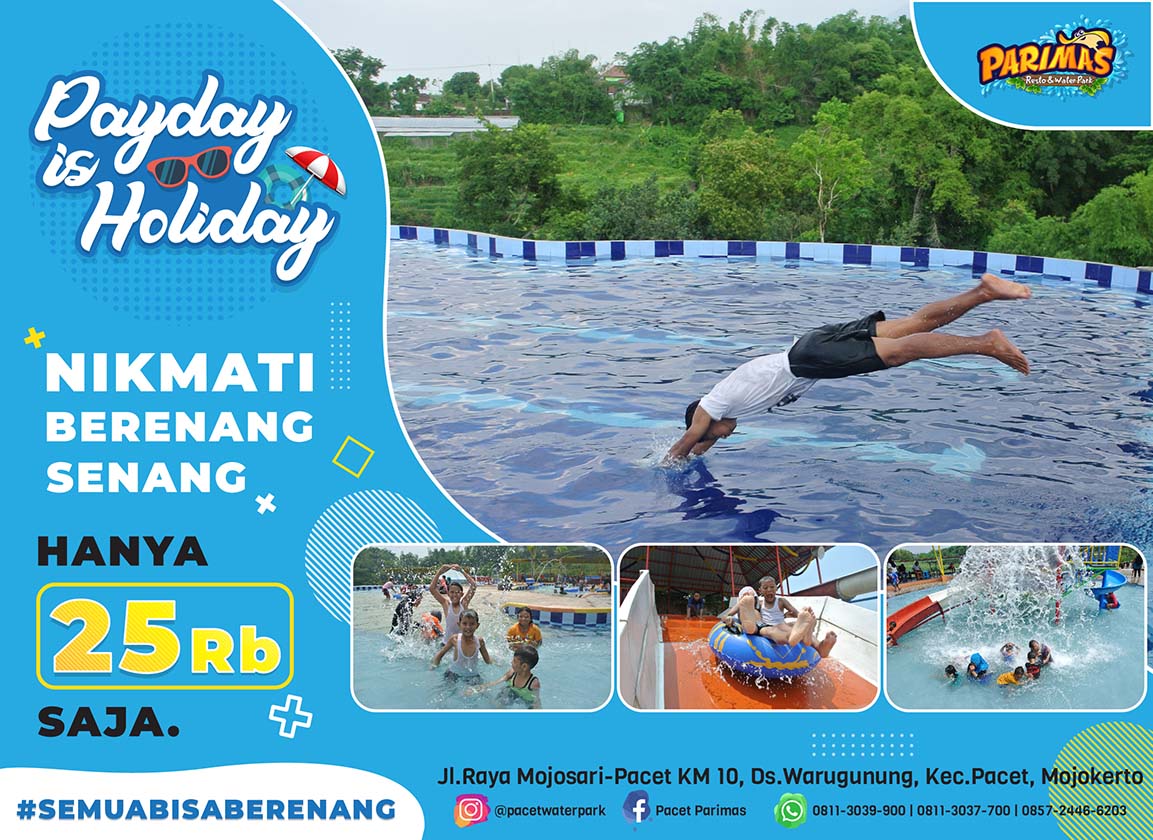 Payday
is
Holiday
PARIMAS
Resto & Water Park
NIKMATI
BERENANG
SENANG
HANYA
25Rb
SAJA.
#SEMUABISABERENANG
Jl.Raya Mojosari-Pacet KM 10, Ds.Warugunung, Kec.Pacet, Mojokerto
@pacetwaterpark Pacet Parimas 0811-3039-900 | 0811-3037-700 | 0857-2446-6203